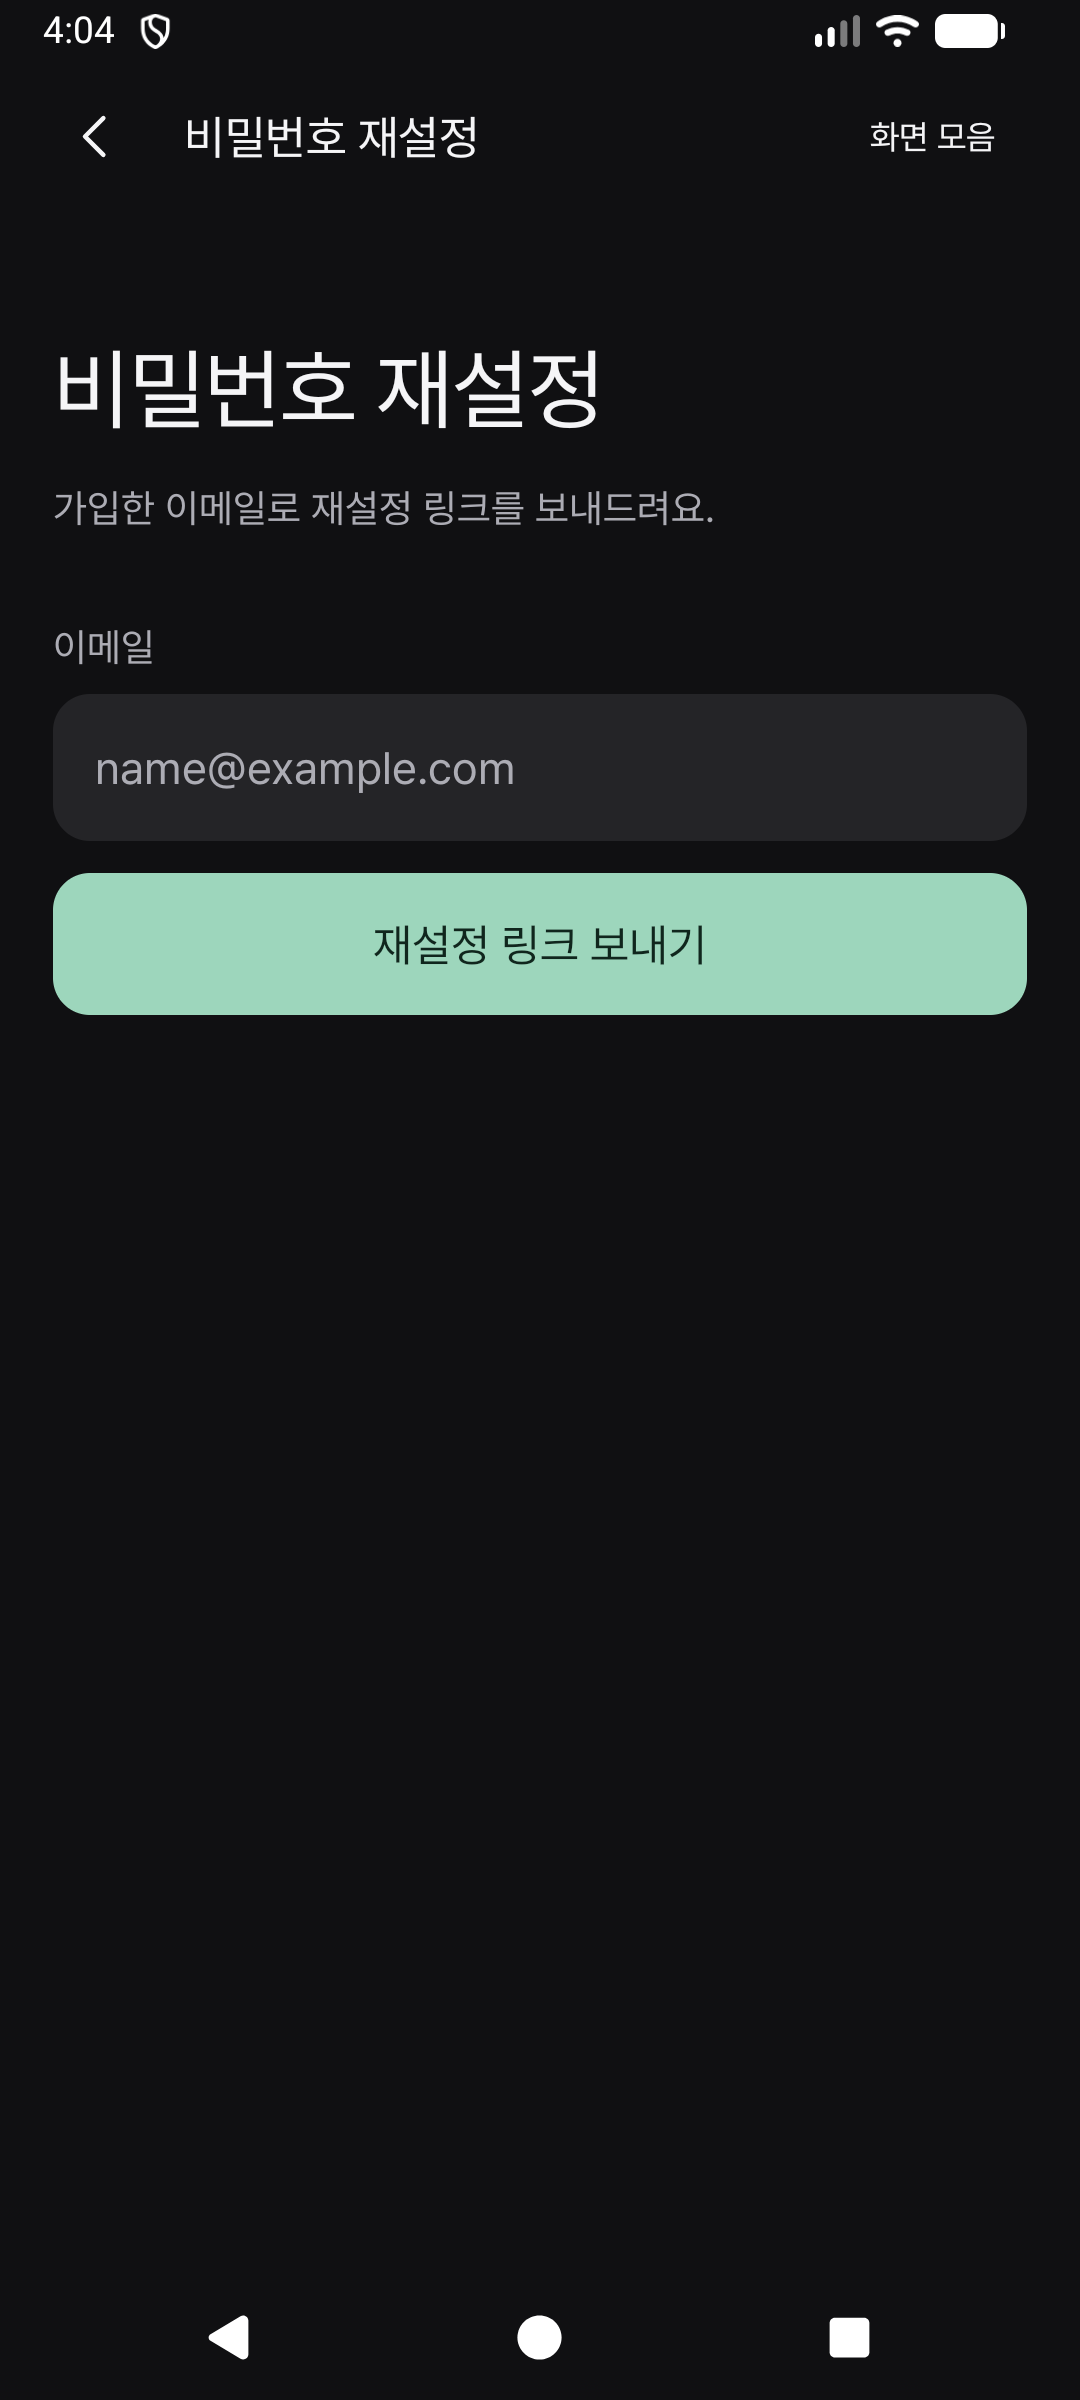 4:04
비밀번호 재설정
화면 모음
비밀번호 재설정
가입한 이메일로 재설정 링크를 보내드려요.
이메일
name@example.com
재설정 링크 보내기